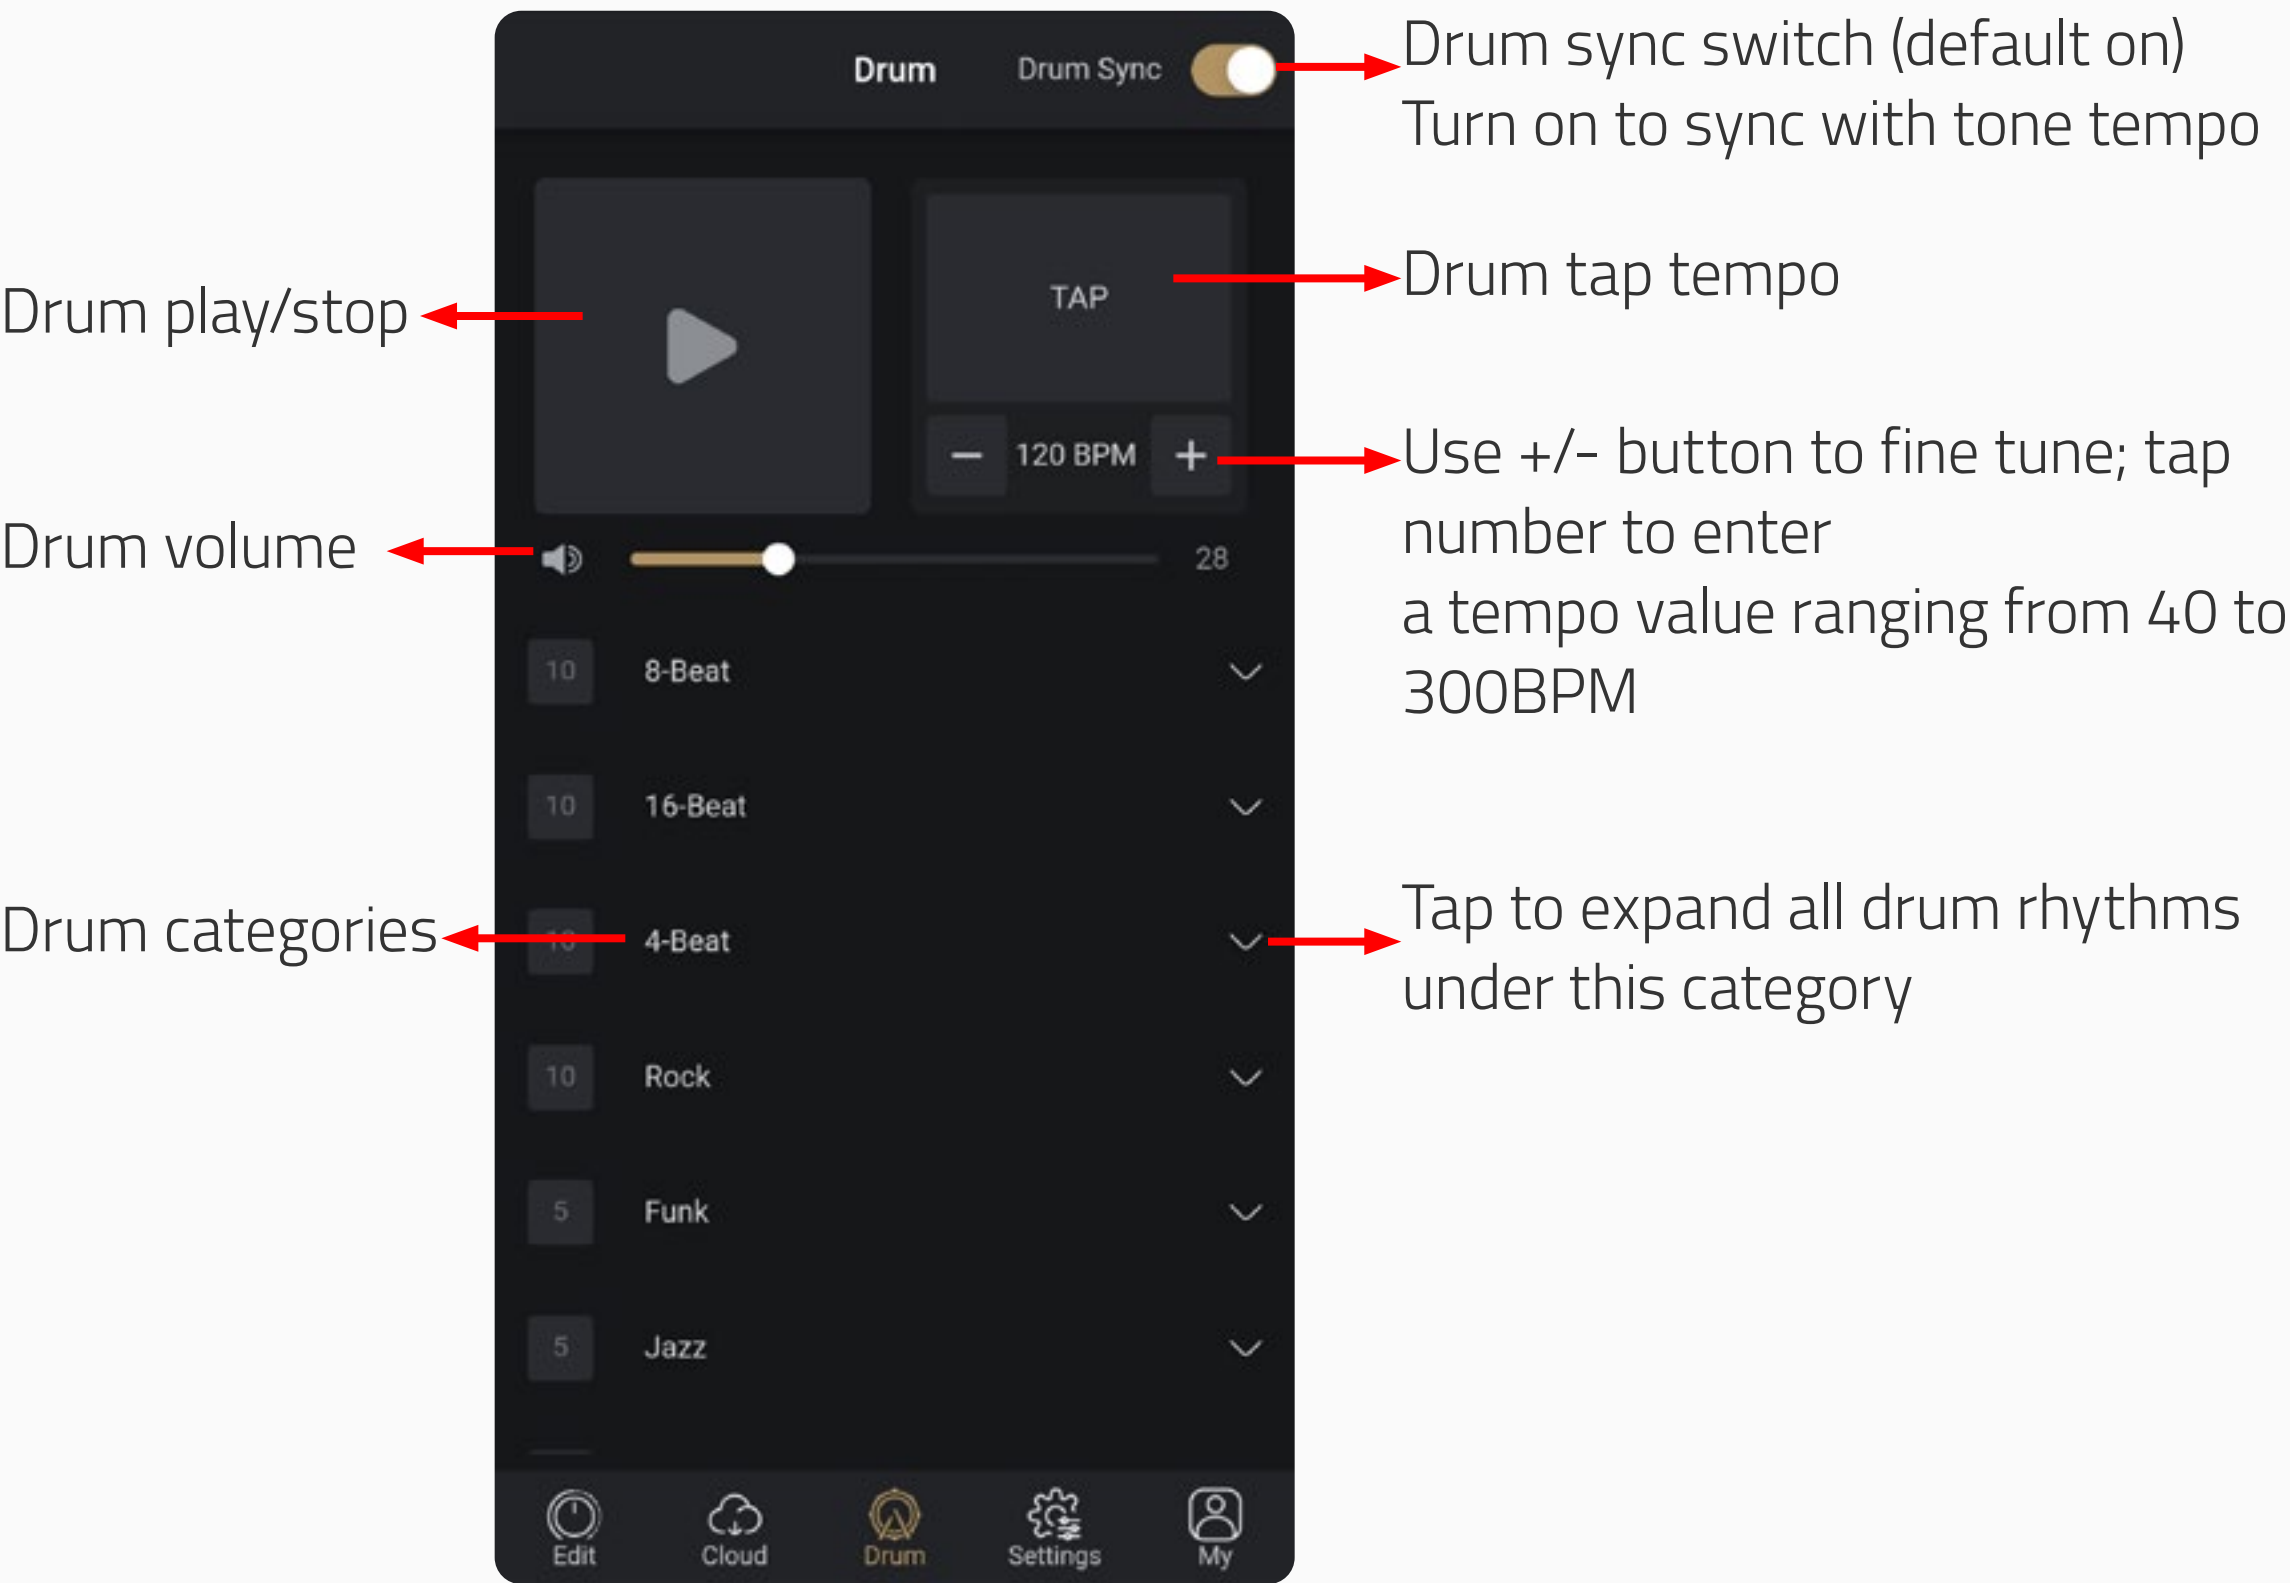 Drum
Drum Sync
Drum sync switch (default on)
Turn on to sync with tone tempo
Drum play/stop
TAP
Drum tap tempo
120 BPM
Use +/- button to fine tune; tap
number to enter
a tempo value ranging from 40 to
300BPM
Drum volume
28
10 8-Beat
10 16-Beat
Drum categories
10 4-Beat
Tap to expand all drum rhythms
under this category
10 Rock
5 Funk
5 Jazz
Edit Cloud Drum Settings My